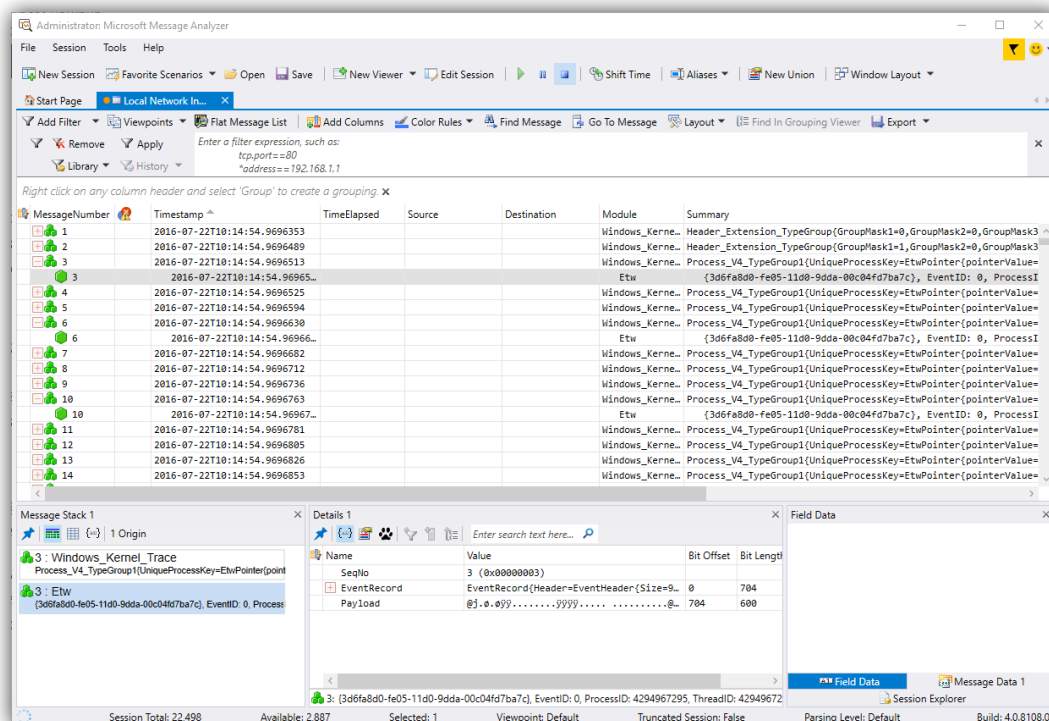 Administrator: Microsoft Message Analyzer
File Session Tools Help
New Session Favorite Scenarios Open Save New Viewer Edit Session Shift Time Aliases New Union Window Layout
Start Page Local Network In... X
Add Filter Viewpoints Flat Message List Add Columns Color Rules Find Message Go To Message Layout Find In Grouping Viewer Export
Remove Apply Enter a filter expression, such as:
tcp.port==80
Library History *address==192.168.1.1
Right click on any column header and select 'Group' to create a grouping. x
MessageNumber Timestamp TimeElapsed Source Destination Module Summary
1 2016-07-22T10:14:54.9696353 Windows_Kerne... Header_Extension_TypeGroup{GroupMask1=0,GroupMask2=0,GroupMask3
2 2016-07-22T10:14:54.9696489 Windows_Kerne... Header_Extension_TypeGroup{GroupMask1=1,GroupMask2=0,GroupMask3
3 2016-07-22T10:14:54.9696513 Windows_Kerne... Process_V4_TypeGroup1{UniqueProcessKey=EtwPointer{pointerValue=
3 2016-07-22T10:14:54.96965... Etw {3d6fa8d0-fe05-11d0-9dda-00c04fd7ba7c}, EventID: 0, ProcessI
4 2016-07-22T10:14:54.9696525 Windows_Kerne... Process_V4_TypeGroup1{UniqueProcessKey=EtwPointer{pointerValue=
5 2016-07-22T10:14:54.9696594 Windows_Kerne... Process_V4_TypeGroup1{UniqueProcessKey=EtwPointer{pointerValue=
6 2016-07-22T10:14:54.9696630 Windows_Kerne... Process_V4_TypeGroup1{UniqueProcessKey=EtwPointer{pointerValue=
6 2016-07-22T10:14:54.96966... Etw {3d6fa8d0-fe05-11d0-9dda-00c04fd7ba7c}, EventID: 0, ProcessI
7 2016-07-22T10:14:54.9696682 Windows_Kerne... Process_V4_TypeGroup1{UniqueProcessKey=EtwPointer{pointerValue=
8 2016-07-22T10:14:54.9696712 Windows_Kerne... Process_V4_TypeGroup1{UniqueProcessKey=EtwPointer{pointerValue=
9 2016-07-22T10:14:54.9696736 Windows_Kerne... Process_V4_TypeGroup1{UniqueProcessKey=EtwPointer{pointerValue=
10 2016-07-22T10:14:54.9696763 Windows_Kerne... Process_V4_TypeGroup1{UniqueProcessKey=EtwPointer{pointerValue=
10 2016-07-22T10:14:54.96967... Etw {3d6fa8d0-fe05-11d0-9dda-00c04fd7ba7c}, EventID: 0, ProcessI
11 2016-07-22T10:14:54.9696781 Windows_Kerne... Process_V4_TypeGroup1{UniqueProcessKey=EtwPointer{pointerValue=
12 2016-07-22T10:14:54.9696805 Windows_Kerne... Process_V4_TypeGroup1{UniqueProcessKey=EtwPointer{pointerValue=
13 2016-07-22T10:14:54.9696826 Windows_Kerne... Process_V4_TypeGroup1{UniqueProcessKey=EtwPointer{pointerValue=
14 2016-07-22T10:14:54.9696853 Windows_Kerne... Process_V4_TypeGroup1{UniqueProcessKey=EtwPointer{pointerValue=
Message Stack 1 Details 1 Field Data
1 Origin Enter search text here...
3 : Windows_Kernel_Trace
Process_V4_TypeGroup1{UniqueProcessKey=EtwPointer{point
3 : Etw
{3d6fa8d0-fe05-11d0-9dda-00c04fd7ba7c}, EventID: 0, Process
Name Value Bit Offset Bit Length
SeqNo 3 (0x00000003)
EventRecord EventRecord{Header=EventHeader{Size=9... 0 704
Payload @j.ø.øÿÿ........ÿÿÿÿ..... ..........@... 704 600
3: {3d6fa8d0-fe05-11d0-9dda-00c04fd7ba7c}, EventID: 0, ProcessID: 4294967295, ThreadID: 42949672
Field Data Message Data 1
Session Explorer
Session Total: 22.498 Available: 2.887 Selected: 1 Viewpoint: Default Truncated Session: False Parsing Level: Default Build: 4.0.8108.0